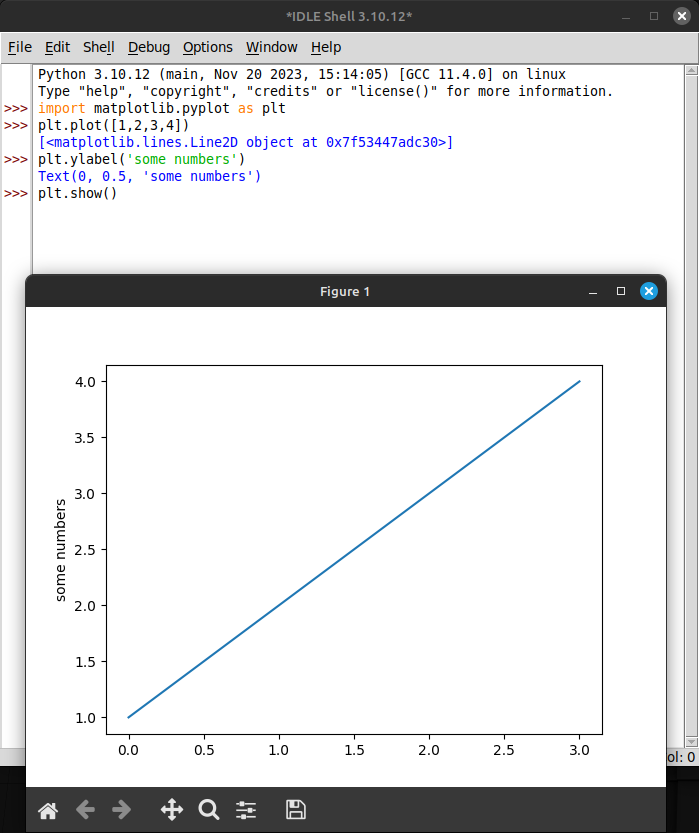 *IDLE Shell 3.10.12*
File Edit Shell Debug Options Window Help
Python 3.10.12 (main, Nov 20 2023, 15:14:05) [GCC 11.4.0] on linux
Type "help", "copyright", "credits" or "license()" for more information.
>>> import matplotlib.pyplot as plt
>>> plt.plot([1,2,3,4])
[<matplotlib.lines.Line2D object at 0x7f53447adc30>]
>>> plt.ylabel('some numbers')
Text(0, 0.5, 'some numbers')
>>> plt.show()
Figure 1
4.0
3.5
3.0
2.5
2.0
1.5
1.0
some numbers
0.0 0.5 1.0 1.5 2.0 2.5 3.0
ol: 0